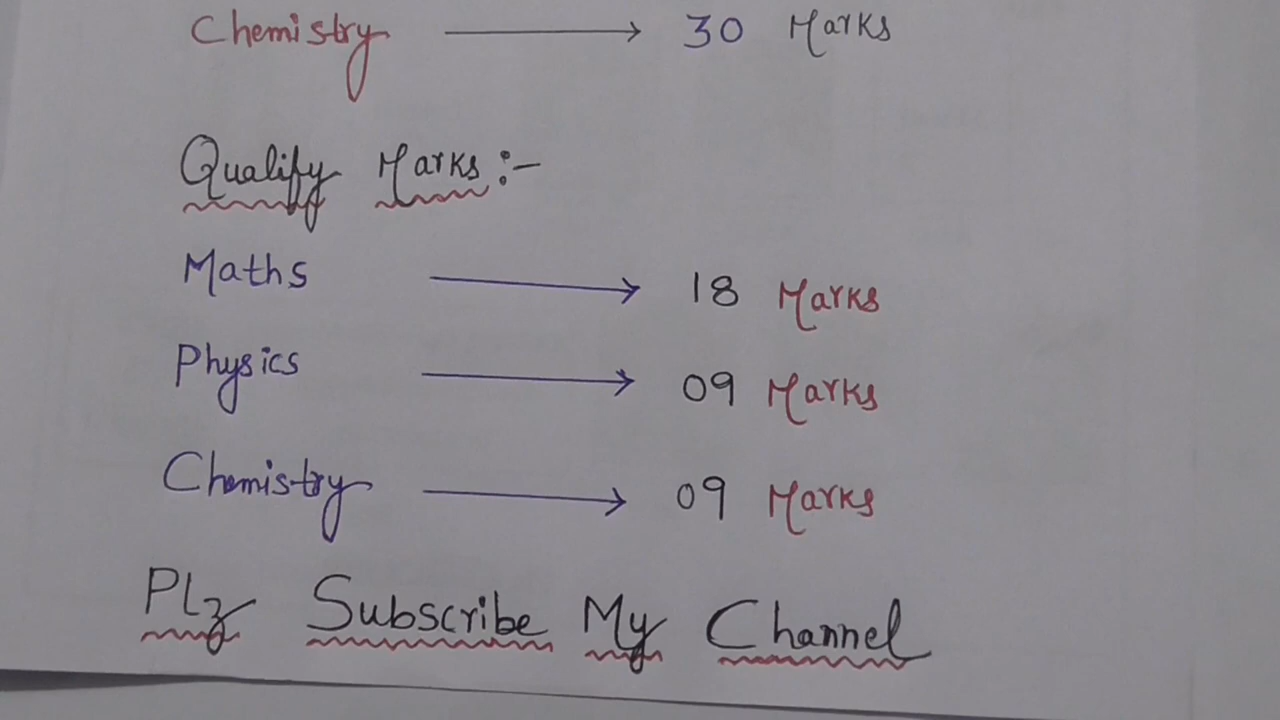 Chemistry → 30 Marks
Qualify Marks :-
Maths → 18 Marks
Physics → 09 Marks
Chemistry → 09 Marks
Plz Subscribe My Channel